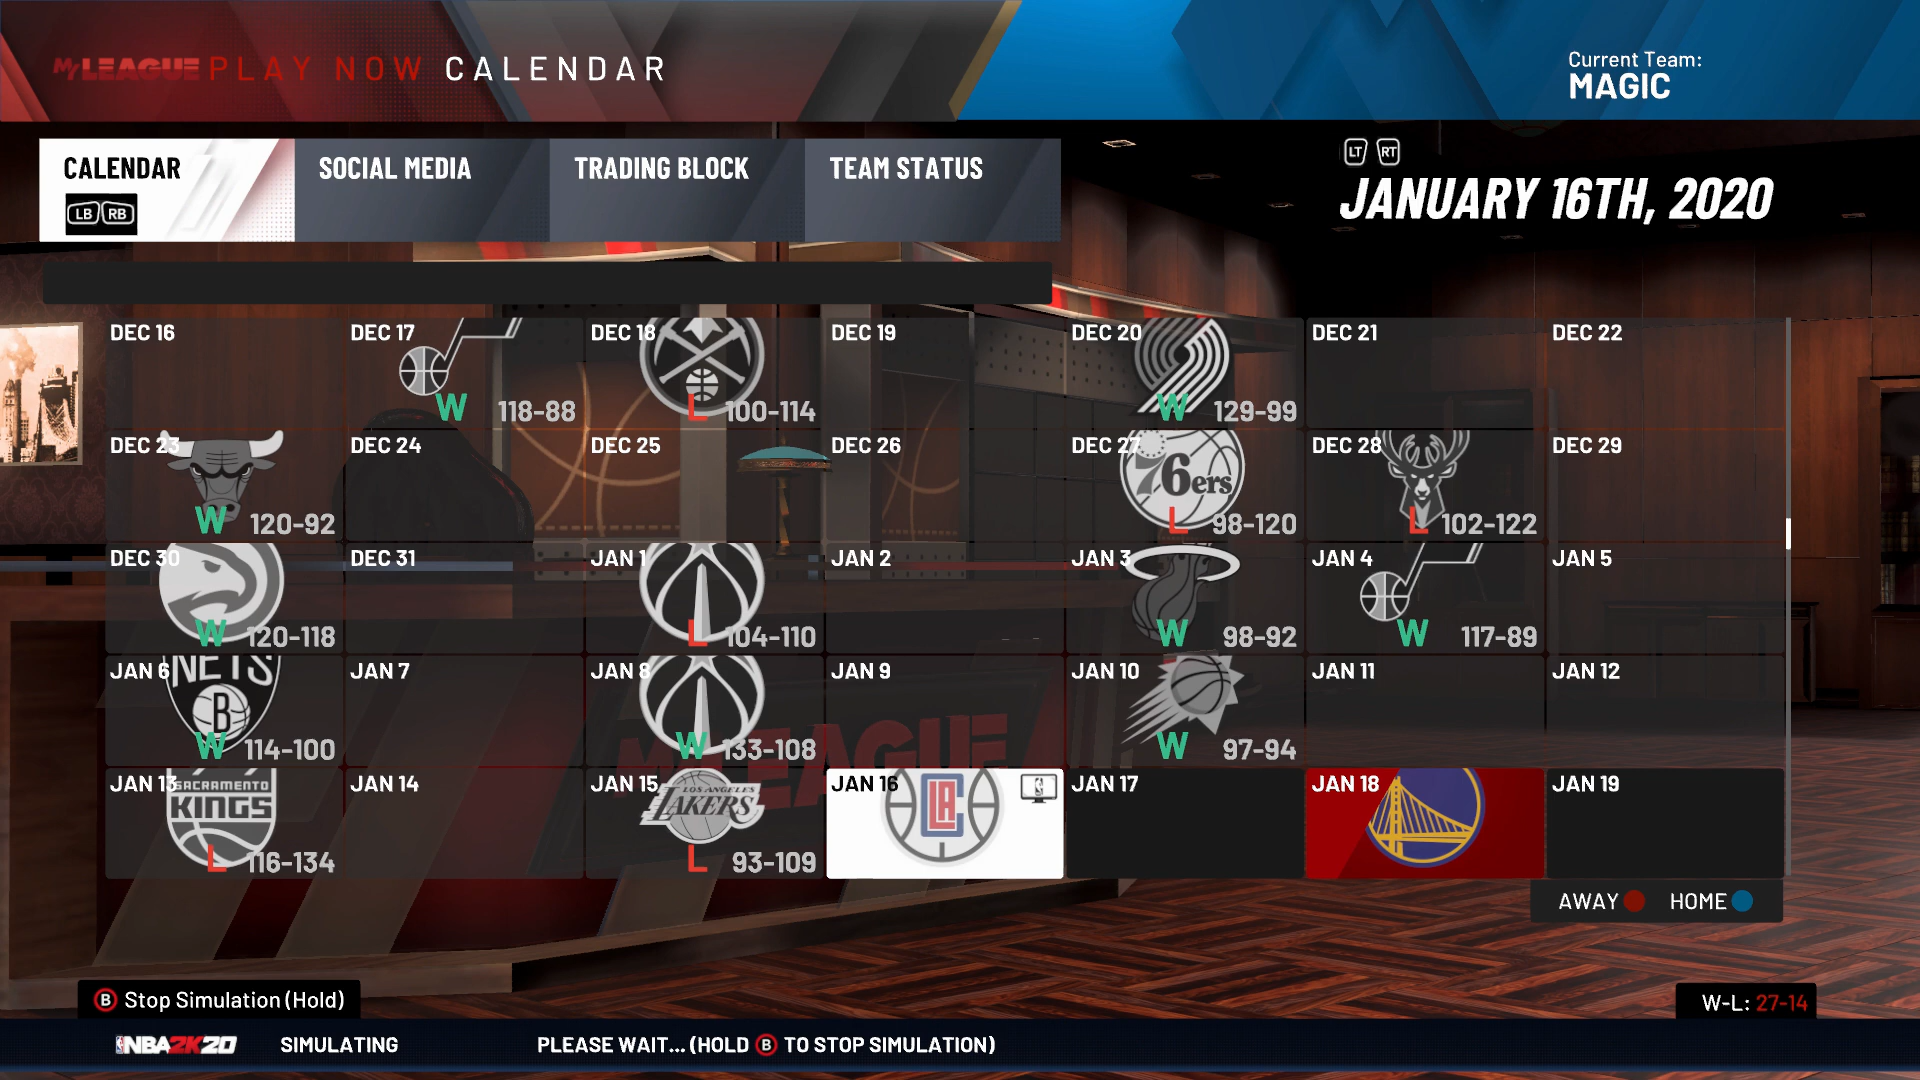 MyLEAGUE PLAY NOW CALENDAR
Current Team:
MAGIC
CALENDAR
LB RB
SOCIAL MEDIA
TRADING BLOCK
TEAM STATUS
LT RT
JANUARY 16TH, 2020
DEC 16
DEC 17
W 118-88
DEC 18
L 100-114
DEC 19
DEC 20
W 129-99
DEC 21
DEC 22
DEC 23
W 120-92
DEC 24
DEC 25
DEC 26
DEC 27
76ers
L 98-120
DEC 28
L 102-122
DEC 29
DEC 30
W 120-118
DEC 31
JAN 1
L 104-110
JAN 2
JAN 3
W 98-92
JAN 4
W 117-89
JAN 5
JAN 6
NETS
B
W 114-100
JAN 7
JAN 8
W 133-108
JAN 9
JAN 10
W 97-94
JAN 11
JAN 12
JAN 13
SACRAMENTO
KINGS
L 116-134
JAN 14
JAN 15
LOS ANGELES
LAKERS
L 93-109
JAN 16
LA
JAN 17
JAN 18
JAN 19
MyLEAGUE
AWAY HOME
B Stop Simulation (Hold)
W-L: 27-14
NBA2K20
SIMULATING
PLEASE WAIT... (HOLD B TO STOP SIMULATION)